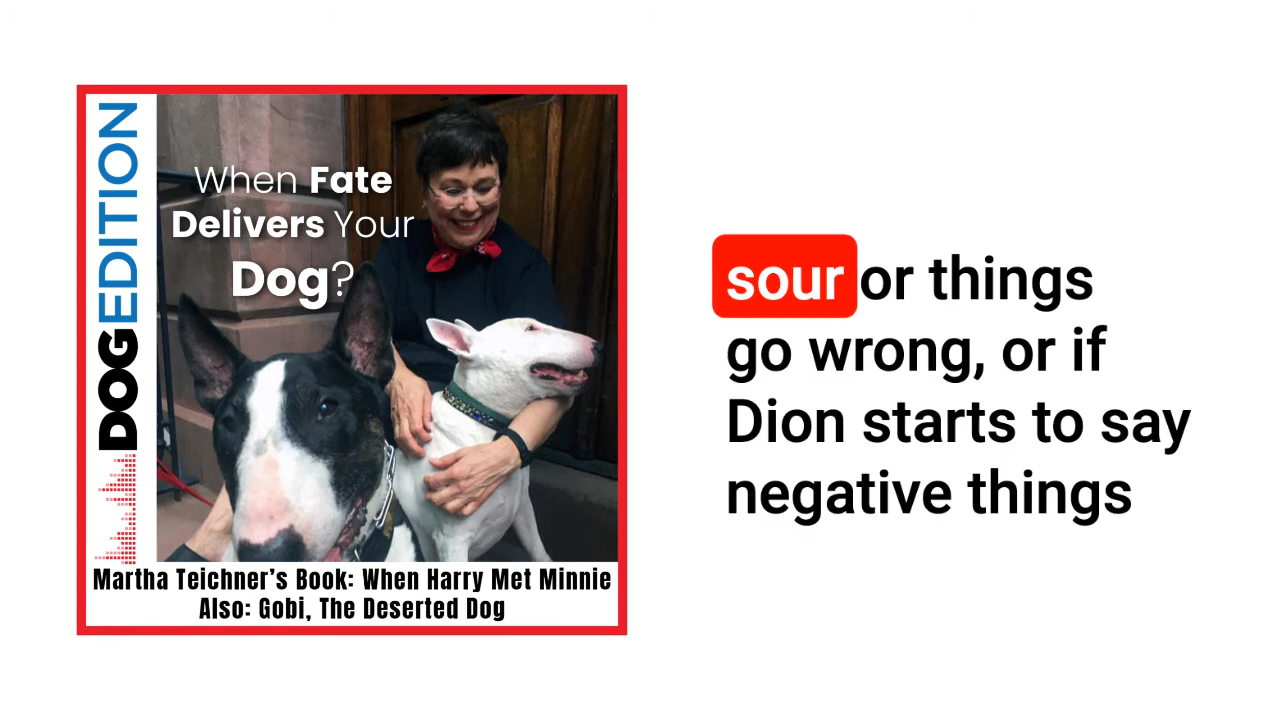 DOGEDITION
When Fate
Delivers Your
Dog?
Martha Teichner's Book: When Harry Met Minnie
Also: Gobi, The Deserted Dog
sour or things
go wrong, or if
Dion starts to say
negative things